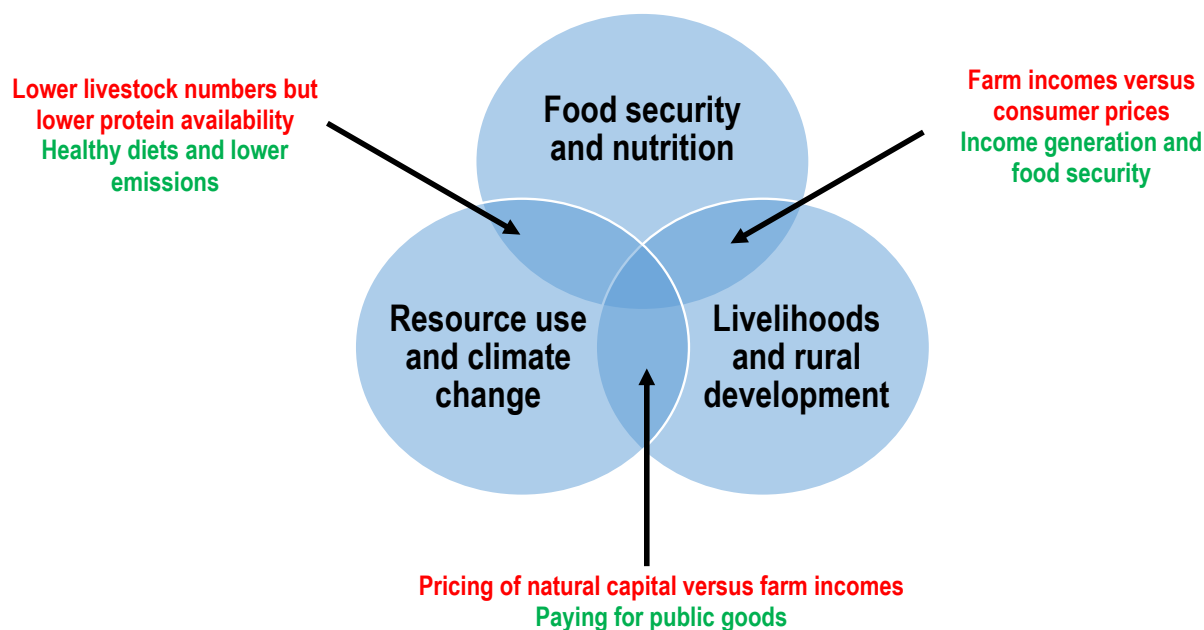 Lower livestock numbers but
lower protein availability
Healthy diets and lower
emissions
Food security
and nutrition
Farm incomes versus
consumer prices
Income generation and
food security
Resource use
and climate
change
Livelihoods
and rural
development
Pricing of natural capital versus farm incomes
Paying for public goods